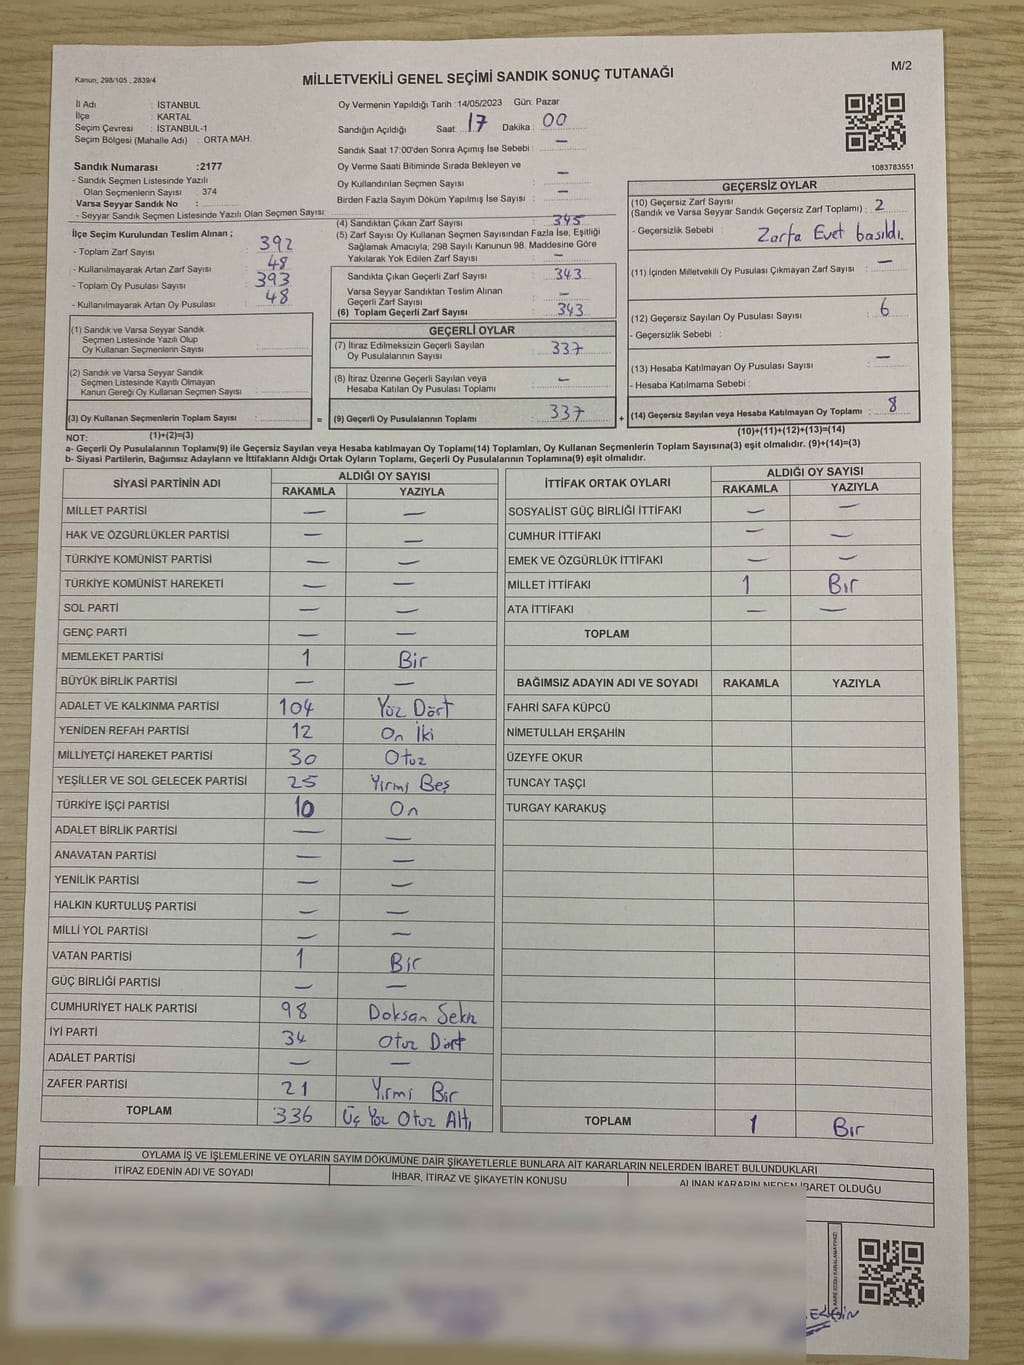 Kanun, 298/105 , 2839/4
MİLLETVEKİLİ GENEL SEÇİMİ SANDIK SONUÇ TUTANAĞI
M/2
İl Adı : İSTANBUL
İlçe : KARTAL
Seçim Çevresi : İSTANBUL-1
Seçim Bölgesi (Mahalle Adı) : ORTA MAH.
Sandık Numarası :2177
- Sandık Seçmen Listesinde Yazılı
Olan Seçmenlerin Sayısı : 374
Varsa Seyyar Sandık No :
- Seyyar Sandık Seçmen Listesinde Yazılı Olan Seçmen Sayısı:
İlçe Seçim Kurulundan Teslim Alınan ;
- Toplam Zarf Sayısı : 392
- Kullanılmayarak Artan Zarf Sayısı : 48
- Toplam Oy Pusulası Sayısı : 393
- Kullanılmayarak Artan Oy Pusulası : 48
(1) Sandık ve Varsa Seyyar Sandık
Seçmen Listesinde Yazılı Olup
Oy Kullanan Seçmenlerin Sayısı :
(2) Sandık ve Varsa Seyyar Sandık
Seçmen Listesinde Kayıtlı Olmayan
Kanun Gereği Oy Kullanan Seçmen Sayısı :
(3) Oy Kullanan Seçmenlerin Toplam Sayısı : =
(1)+(2)=(3)
Oy Vermenin Yapıldığı Tarih :14/05/2023 Gün: Pazar
Sandığın Açıldığı Saat: 17 Dakika : 00
Sandık Saat 17:00'den Sonra Açımış İse Sebebi : —
Oy Verme Saati Bitiminde Sırada Bekleyen ve
Oy Kullandırılan Seçmen Sayısı : —
Birden Fazla Sayım Döküm Yapılmış İse Sayısı : —
(4) Sandıktan Çıkan Zarf Sayısı : 345
(5) Zarf Sayısı Oy Kullanan Seçmen Sayısından Fazla İse, Eşitliği
Sağlamak Amacıyla; 298 Sayılı Kanunun 98. Maddesine Göre
Yakılarak Yok Edilen Zarf Sayısı : —
Sandıkta Çıkan Geçerli Zarf Sayısı : 343
Varsa Seyyar Sandıktan Teslim Alınan
Geçerli Zarf Sayısı : —
(6) Toplam Geçerli Zarf Sayısı : 343
GEÇERLİ OYLAR
(7) İtiraz Edilmeksizin Geçerli Sayılan
Oy Pusulalarının Sayısı : 337
(8) İtiraz Üzerine Geçerli Sayılan veya
Hesaba Katılan Oy Pusulası Toplamı : —
(9) Geçerli Oy Pusulalarının Toplamı : 337 +
1083783551
GEÇERSİZ OYLAR
(10) Geçersiz Zarf Sayısı
(Sandık ve Varsa Seyyar Sandık Geçersiz Zarf Toplamı) : 2
- Geçersizlik Sebebi : Zarfa Evet basıldı.
(11) İçinden Milletvekili Oy Pusulası Çıkmayan Zarf Sayısı : —
(12) Geçersiz Sayılan Oy Pusulası Sayısı : 6
- Geçersizlik Sebebi :
(13) Hesaba Katılmayan Oy Pusulası Sayısı : —
- Hesaba Katılmama Sebebi :
(14) Geçersiz Sayılan veya Hesaba Katılmayan Oy Toplamı : 8
(10)+(11)+(12)+(13)=(14)
NOT:
a- Geçerli Oy Pusulalarının Toplamı(9) ile Geçersiz Sayılan veya Hesaba katılmayan Oy Toplamı(14) Toplamları, Oy Kullanan Seçmenlerin Toplam Sayısına(3) eşit olmalıdır. (9)+(14)=(3)
b- Siyasi Partilerin, Bağımsız Adayların ve İttifakların Aldığı Ortak Oyların Toplamı, Geçerli Oy Pusulalarının Toplamına(9) eşit olmalıdır.
SİYASİ PARTİNİN ADI ALDIĞI OY SAYISI
RAKAMLA YAZIYLA
MİLLET PARTİSİ — —
HAK VE ÖZGÜRLÜKLER PARTİSİ — —
TÜRKİYE KOMÜNİST PARTİSİ — —
TÜRKİYE KOMÜNİST HAREKETİ — —
SOL PARTİ — —
GENÇ PARTİ — —
MEMLEKET PARTİSİ 1 Bir
BÜYÜK BİRLİK PARTİSİ — —
ADALET VE KALKINMA PARTİSİ 104 Yüz Dört
YENİDEN REFAH PARTİSİ 12 On İki
MİLLİYETÇİ HAREKET PARTİSİ 30 Otuz
YEŞİLLER VE SOL GELECEK PARTİSİ 25 Yirmi Beş
TÜRKİYE İŞÇİ PARTİSİ 10 On
ADALET BİRLİK PARTİSİ — —
ANAVATAN PARTİSİ — —
YENİLİK PARTİSİ — —
HALKIN KURTULUŞ PARTİSİ — —
MİLLİ YOL PARTİSİ — —
VATAN PARTİSİ 1 Bir
GÜÇ BİRLİĞİ PARTİSİ — —
CUMHURİYET HALK PARTİSİ 98 Doksan Sekiz
İYİ PARTİ 34 Otuz Dört
ADALET PARTİSİ — —
ZAFER PARTİSİ 21 Yirmi Bir
TOPLAM 336 Üç Yüz Otuz Altı
İTTİFAK ORTAK OYLARI ALDIĞI OY SAYISI
RAKAMLA YAZIYLA
SOSYALİST GÜÇ BİRLİĞİ İTTİFAKI — —
CUMHUR İTTİFAKI — —
EMEK VE ÖZGÜRLÜK İTTİFAKI — —
MİLLET İTTİFAKI 1 Bir
ATA İTTİFAKI — —
TOPLAM
BAĞIMSIZ ADAYIN ADI VE SOYADI RAKAMLA YAZIYLA
FAHRİ SAFA KÜPCÜ
NİMETULLAH ERŞAHİN
ÜZEYFE OKUR
TUNCAY TAŞÇI
TURGAY KARAKUŞ
TOPLAM 1 Bir
OYLAMA İŞ VE İŞLEMLERİNE VE OYLARIN SAYIM DÖKÜMÜNE DAİR ŞİKAYETLERLE BUNLARA AİT KARARLARIN NELERDEN İBARET BULUNDUKLARI
İTİRAZ EDENİN ADI VE SOYADI İHBAR, İTİRAZ VE ŞİKAYETİN KONUSU ALINAN KARARIN NEDEN İBARET OLDUĞU